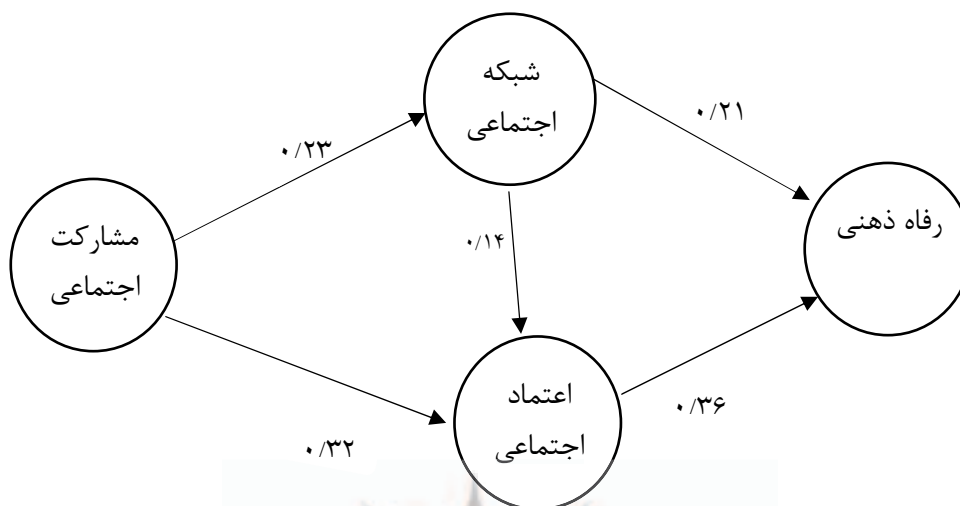 شبکه
اجتماعی
۰/۲۱
۰/۲۳
رفاه ذهنی
مشارکت
اجتماعی
۰/۱۴
اعتماد
اجتماعی
۰/۳۶
۰/۳۲